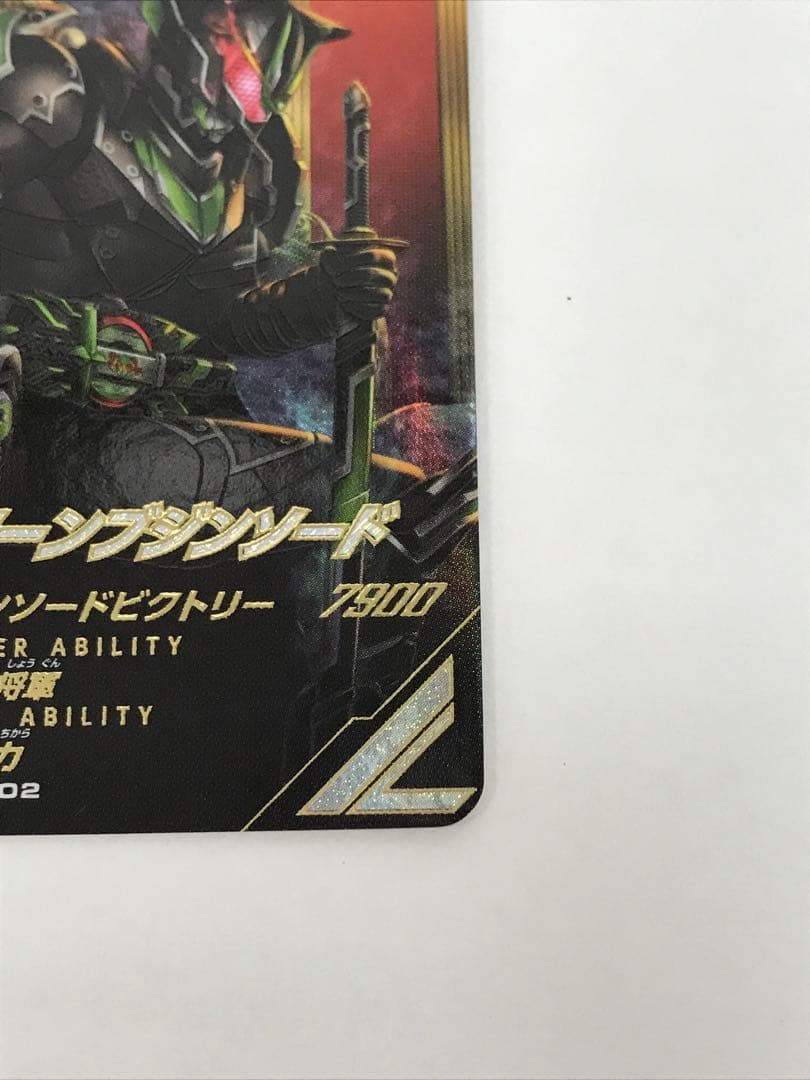 ーンブジンソード
ンソードビクトリー 7900
ER ABILITY
しょう ぐん
将軍
ABILITY
ちから
力
02